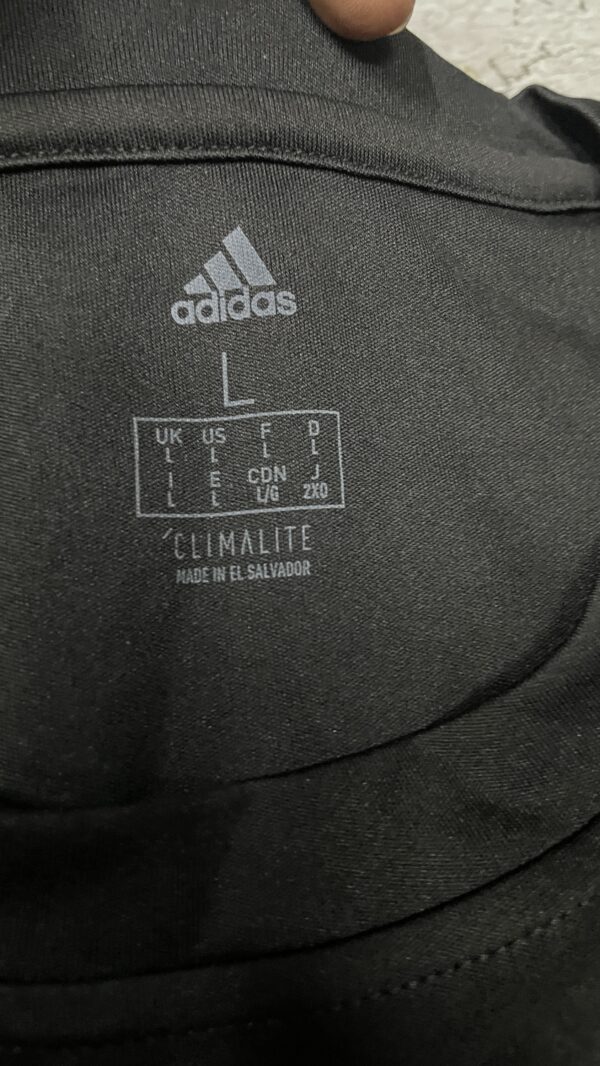 adidas
L
UK US F D
L L L L
I E CDN J
L L L/G 2XO
CLIMALITE
MADE IN EL SALVADOR